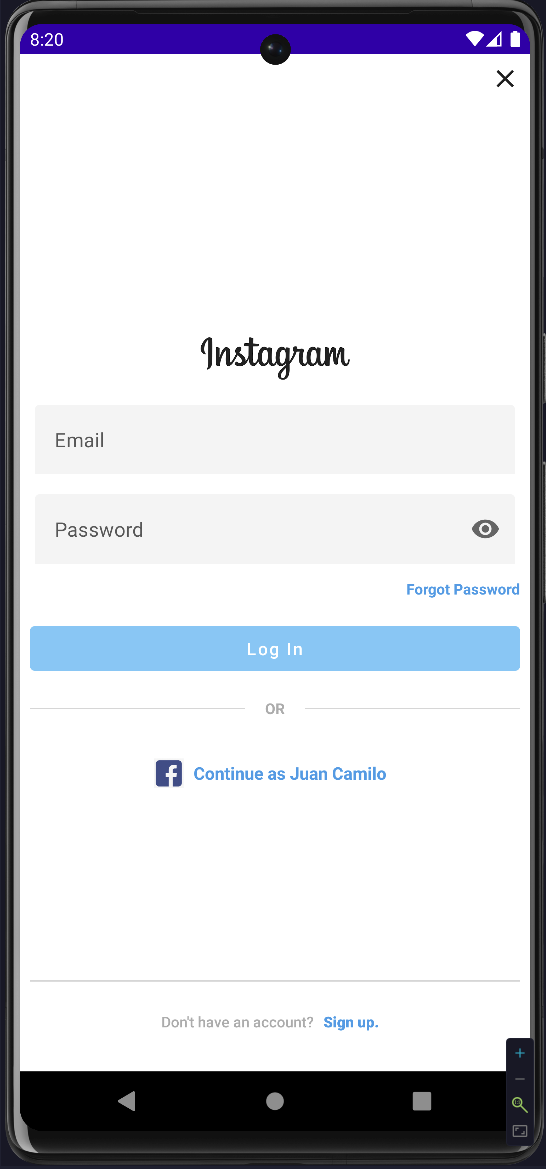 8:20
Instagram
Email
Password
Forgot Password
Log In
OR
Continue as Juan Camilo
Don't have an account? Sign up.